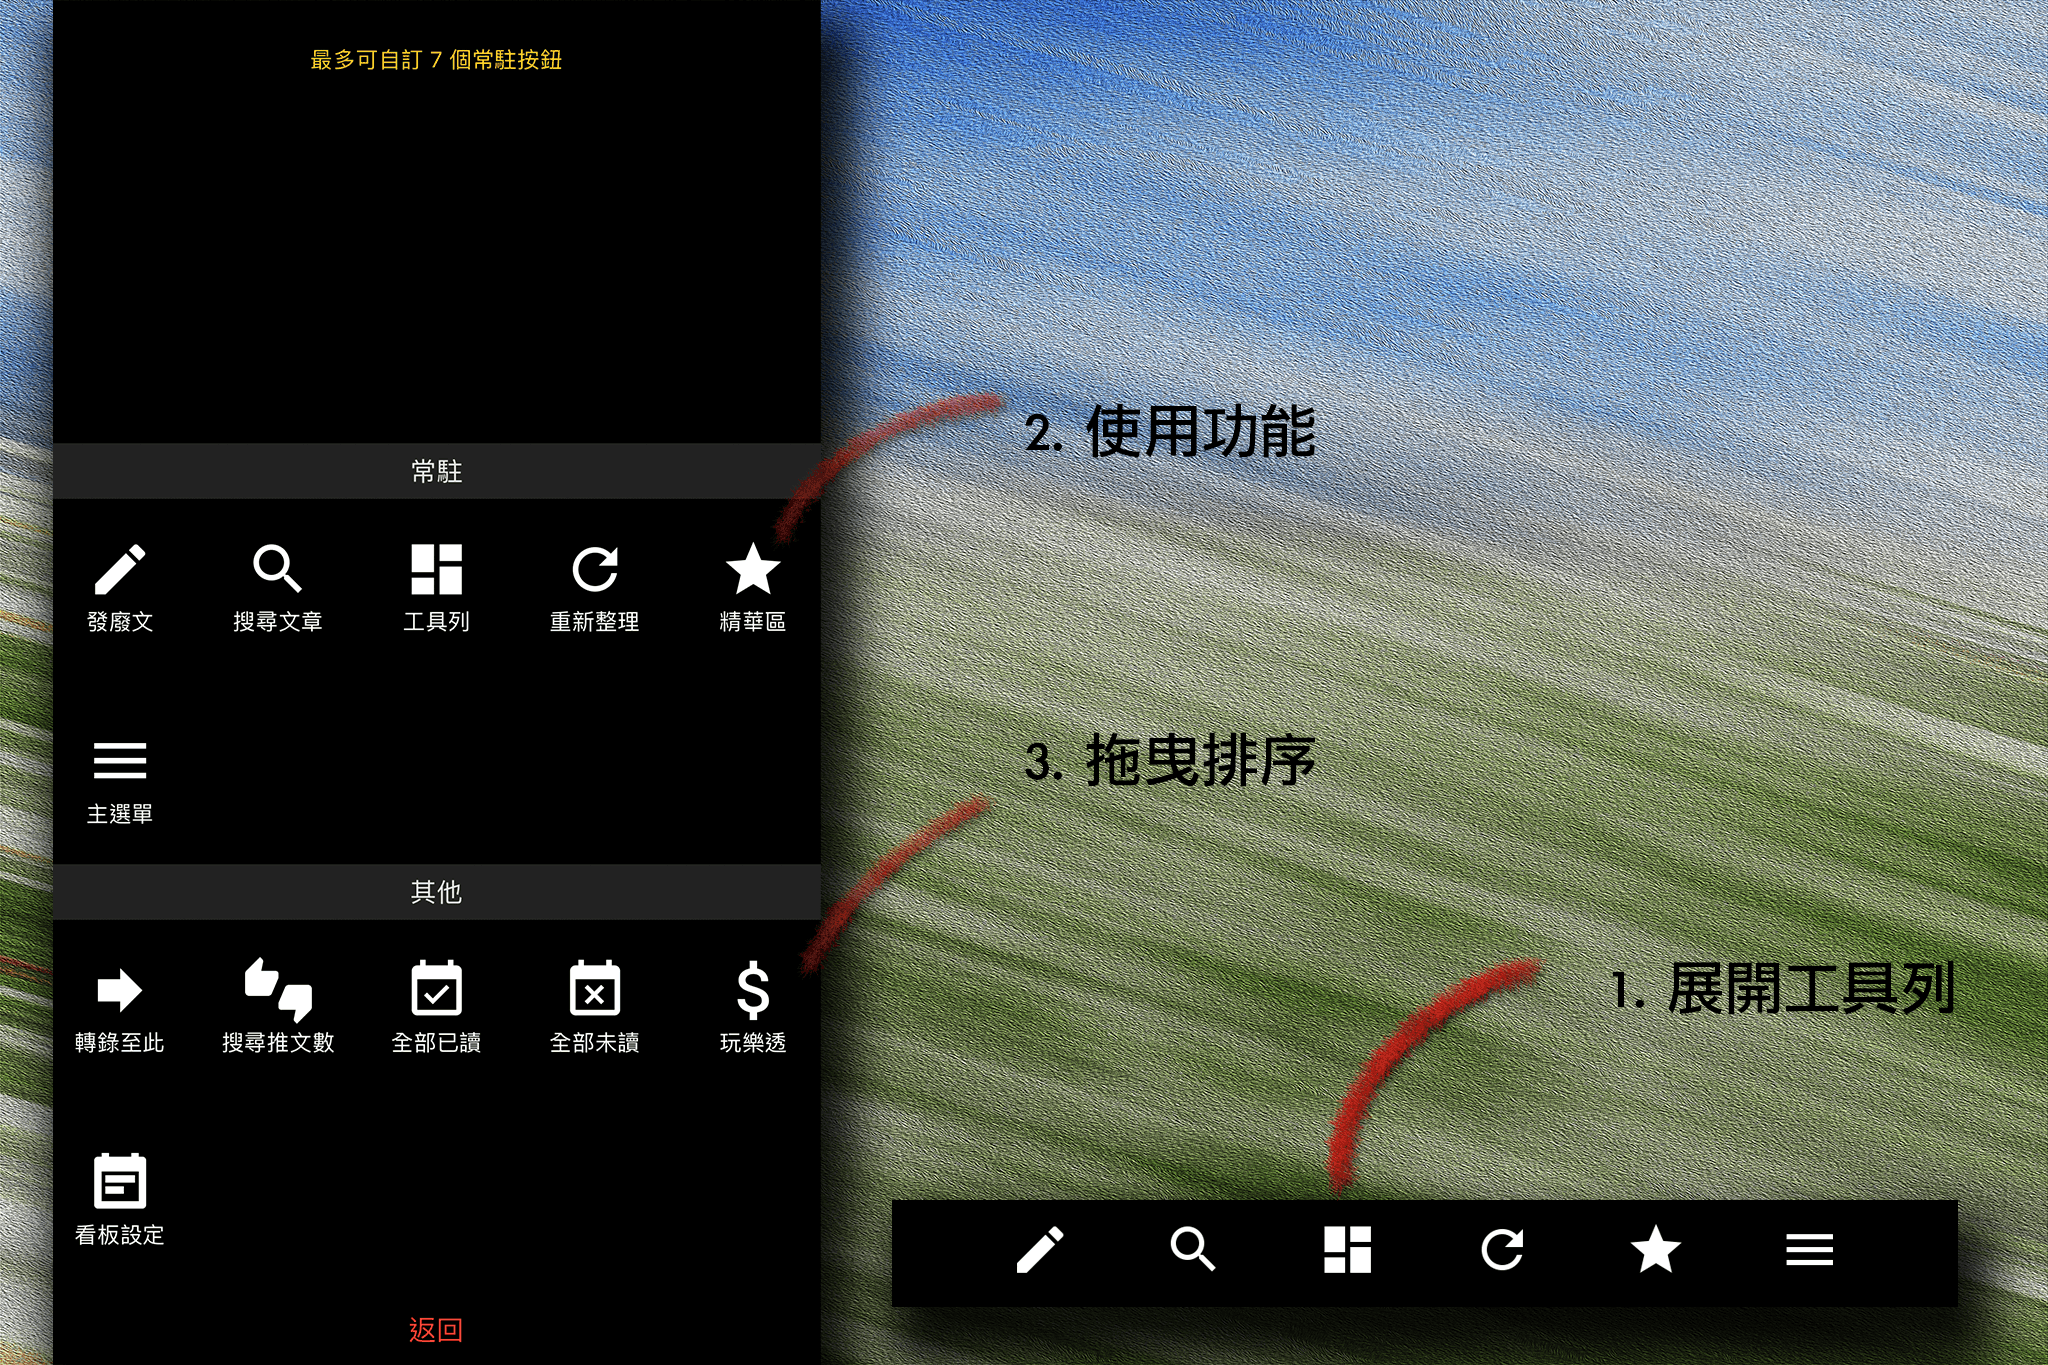 最多可自訂 7 個常駐按鈕
常駐
發廢文
搜尋文章
工具列
重新整理
精華區
主選單
其他
轉錄至此
搜尋推文數
全部已讀
全部未讀
玩樂透
看板設定
返回
2. 使用功能
3. 拖曳排序
1. 展開工具列